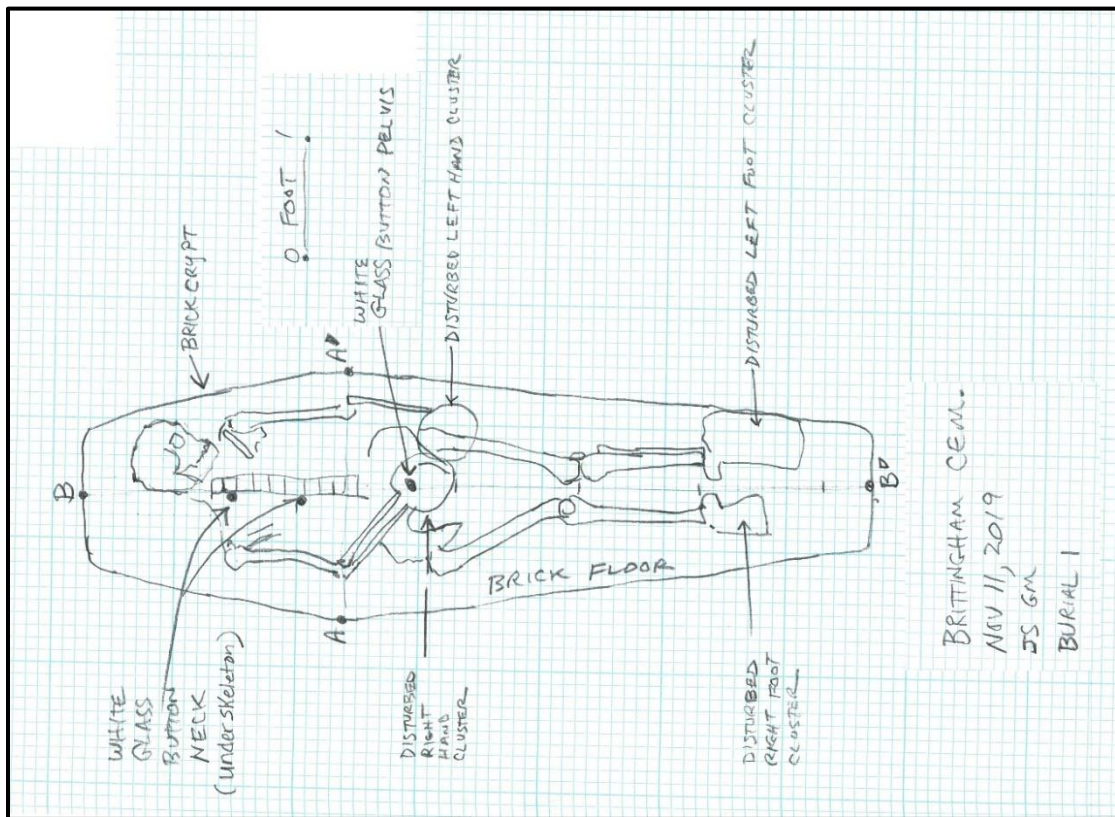 BRICK CRYPT
0 FOOT 1
WHITE
GLASS BUTTON PELVIS
DISTURBED LEFT HAND CLUSTER
DISTURBED LEFT FOOT CLUSTER
A'
B
B'
A
BRICK FLOOR
WHITE
GLASS
BUTTON
NECK
(under skeleton)
DISTURBED
RIGHT
HAND
CLUSTER
DISTURBED
RIGHT FOOT
CLUSTER
BRITTINGHAM CEM.
NOV 11, 2019
JS GM
BURIAL 1